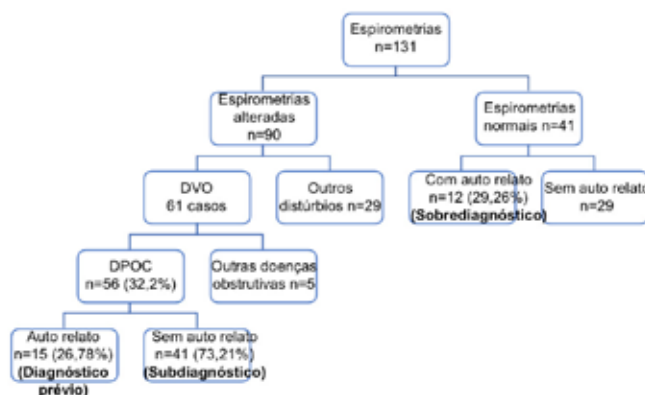 Espirometrias
n=131
Espirometrias
alteradas
n=90
Espirometrias
normais n=41
DVO
61 casos
Outros
distúrbios n=29
Com auto relato
n=12 (29,26%)
(Sobrediagnóstico)
Sem auto relato
n=29
DPOC
n=56 (32,2%)
Outras doenças
obstrutivas n=5
Auto relato
n=15 (26,78%)
(Diagnóstico
prévio)
Sem auto relato
n=41 (73,21%)
(Subdiagnóstico)